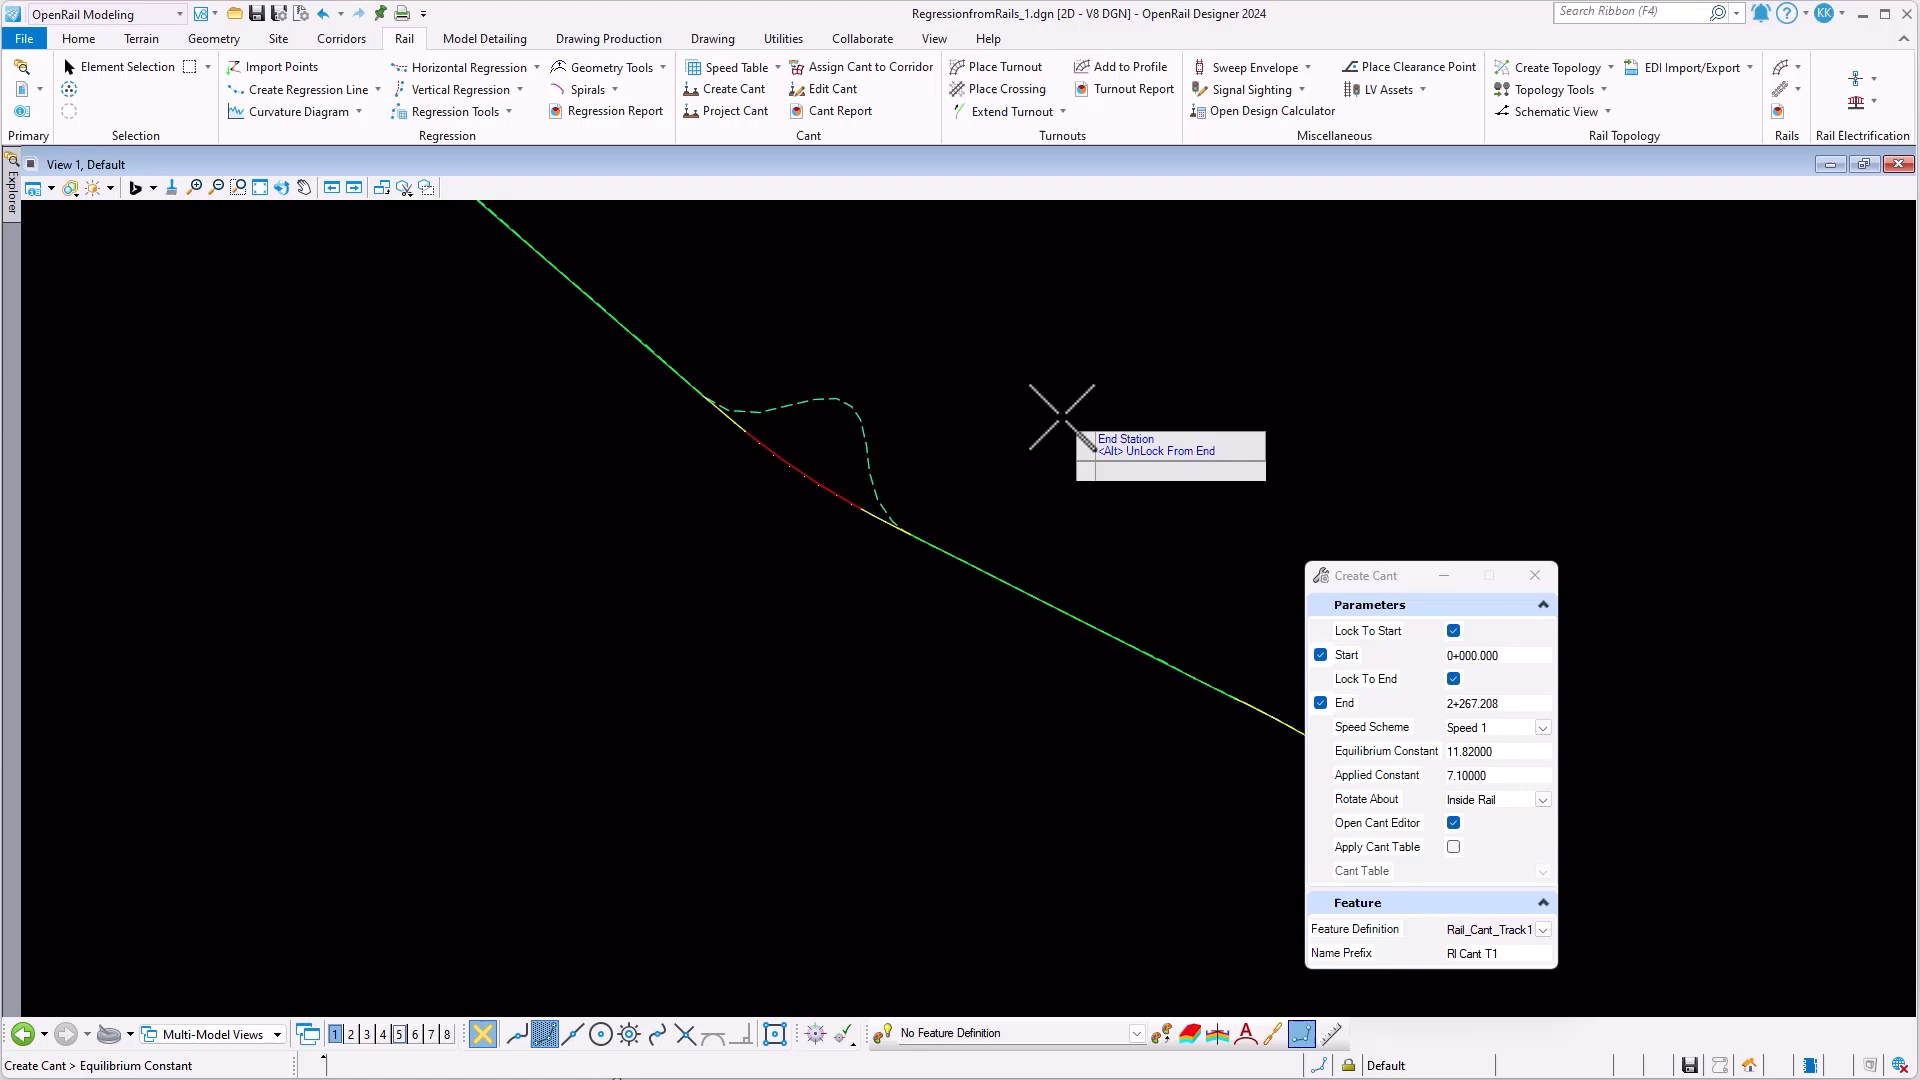 OpenRail Modeling
RegressionfromRails_1.dgn [2D - V8 DGN] - OpenRail Designer 2024
Search Ribbon (F4)
KK
File Home Terrain Geometry Site Corridors Rail Model Detailing Drawing Production Drawing Utilities Collaborate View Help
Element Selection
Import Points
Create Regression Line
Curvature Diagram
Horizontal Regression
Vertical Regression
Regression Tools
Geometry Tools
Spirals
Regression Report
Speed Table
Create Cant
Project Cant
Assign Cant to Corridor
Edit Cant
Cant Report
Place Turnout
Place Crossing
Extend Turnout
Add to Profile
Turnout Report
Sweep Envelope
Signal Sighting
Open Design Calculator
Place Clearance Point
LV Assets
Create Topology
Topology Tools
Schematic View
EDI Import/Export
Primary Selection Regression Cant Turnouts Miscellaneous Rail Topology Rails Rail Electrification
Explorer
View 1, Default
End Station
<Alt> UnLock From End
Create Cant
Parameters
Lock To Start
Start 0+000.000
Lock To End
End 2+267.208
Speed Scheme Speed 1
Equilibrium Constant 11.82000
Applied Constant 7.10000
Rotate About Inside Rail
Open Cant Editor
Apply Cant Table
Cant Table
Feature
Feature Definition Rail_Cant_Track1
Name Prefix Rl Cant T1
Multi-Model Views 1 2 3 4 5 6 7 8 No Feature Definition
Create Cant > Equilibrium Constant
Default